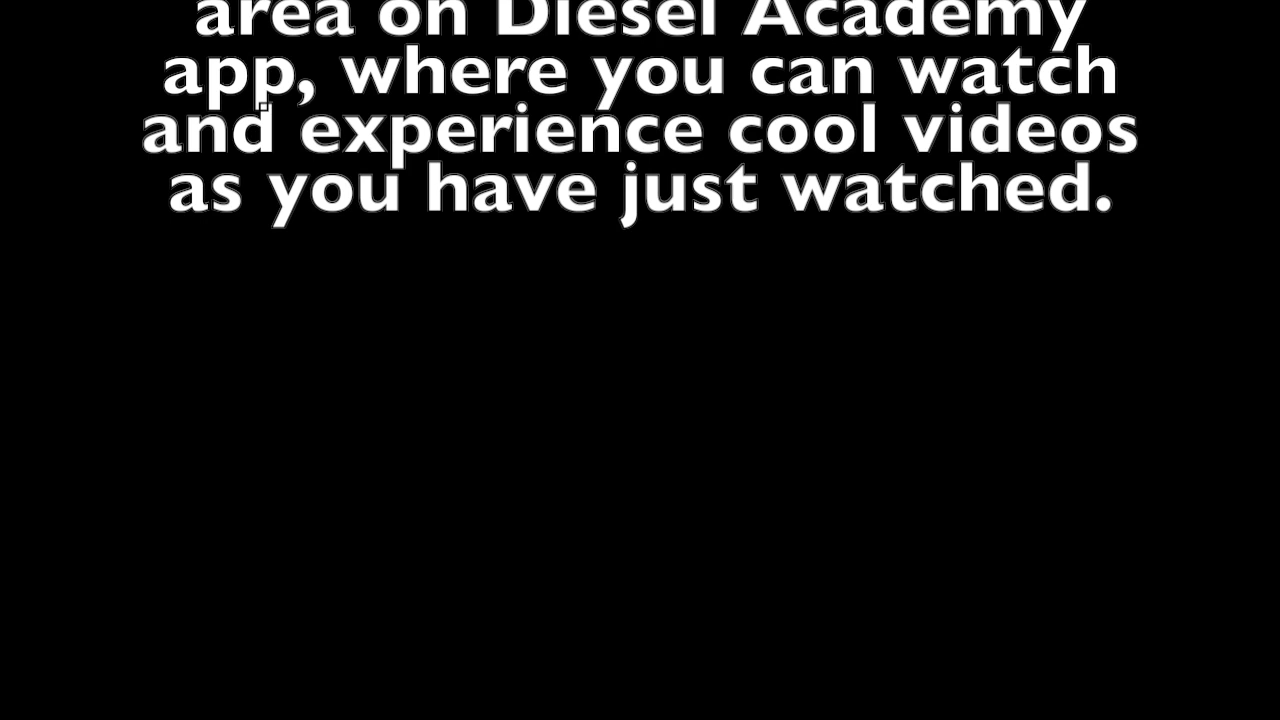 area on Diesel Academy
app, where you can watch
and experience cool videos
as you have just watched.